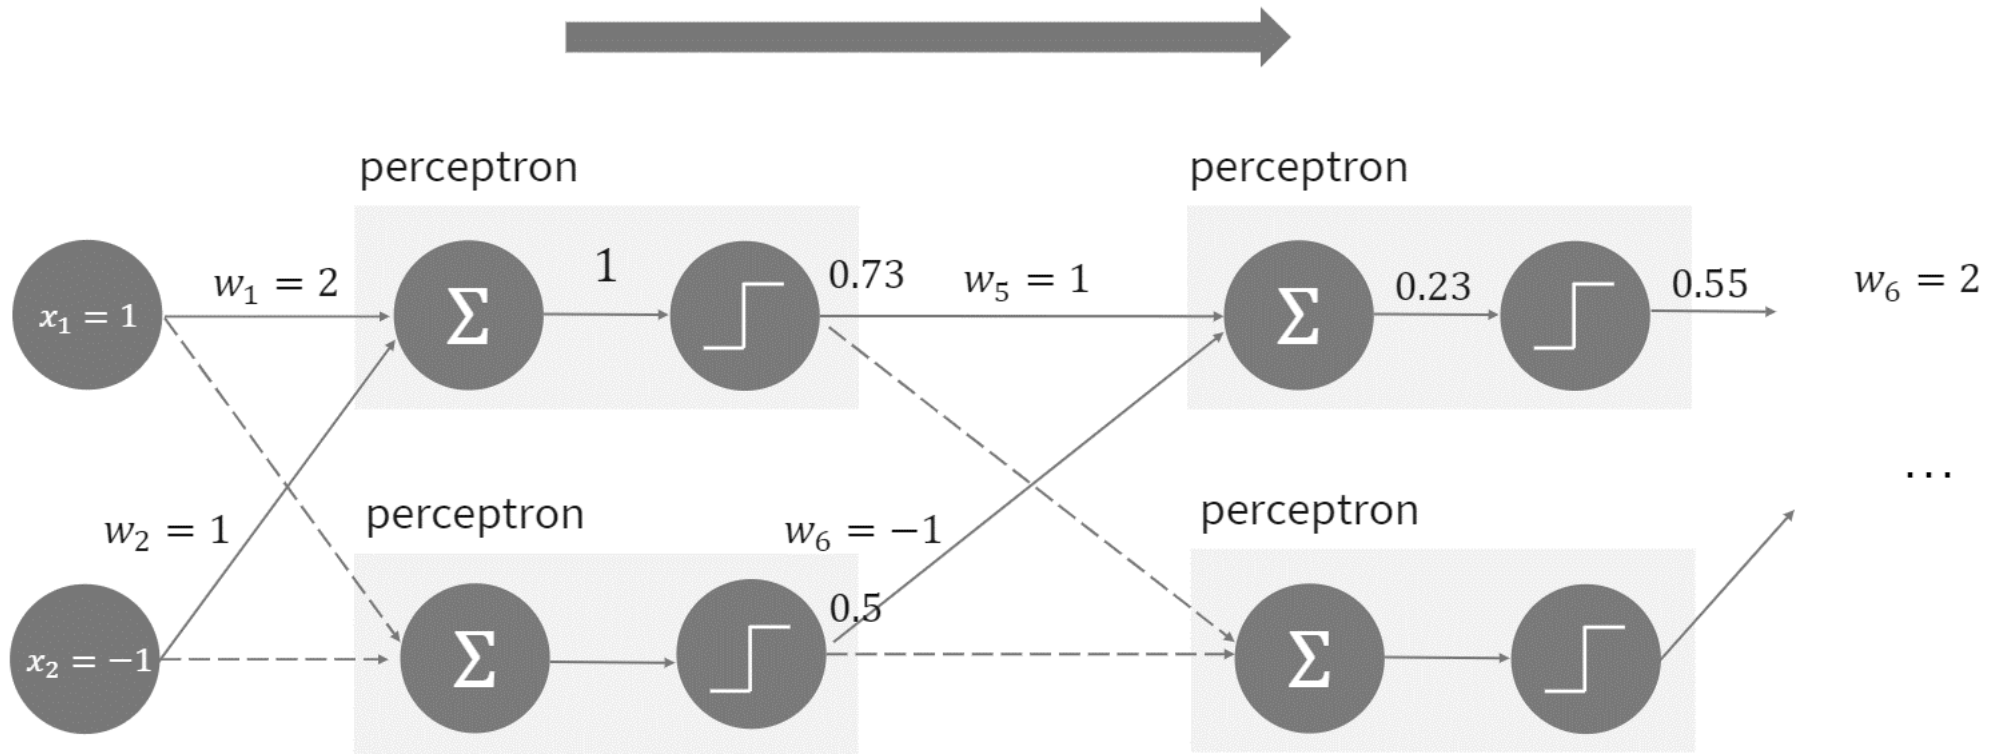 perceptron
perceptron
x₁ = 1
w₁ = 2
Σ
1
0.73
w₅ = 1
Σ
0.23
0.55
w₆ = 2
...
w₂ = 1
perceptron
w₆ = −1
perceptron
x₂ = −1
Σ
0.5
Σ